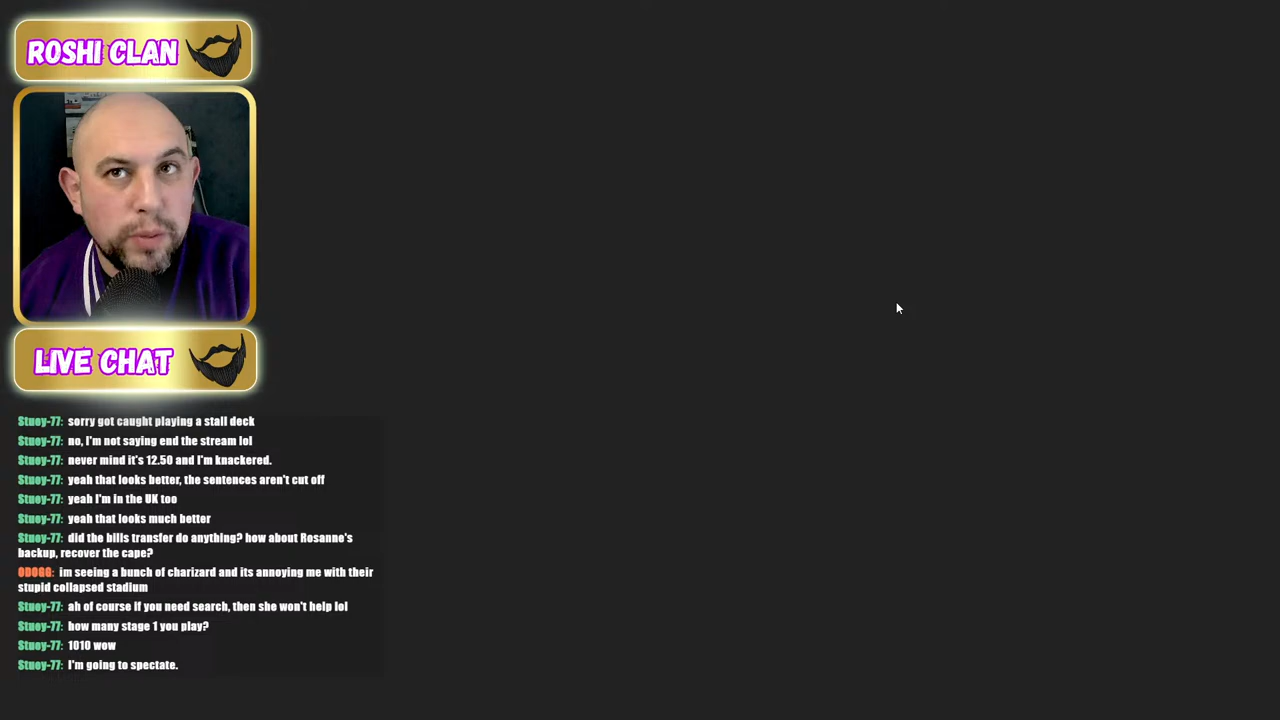 ROSHI CLAN
LIVE CHAT
Stuey-77: sorry got caught playing a stall deck
Stuey-77: no, I'm not saying end the stream lol
Stuey-77: never mind it's 12.50 and I'm knackered.
Stuey-77: yeah that looks better, the sentences aren't cut off
Stuey-77: yeah I'm in the UK too
Stuey-77: yeah that looks much better
Stuey-77: did the bills transfer do anything? how about Rosanne's
backup, recover the cape?
ODOGG: im seeing a bunch of charizard and its annoying me with their
stupid collapsed stadium
Stuey-77: ah of course if you need search, then she won't help lol
Stuey-77: how many stage 1 you play?
Stuey-77: 1010 wow
Stuey-77: I'm going to spectate.